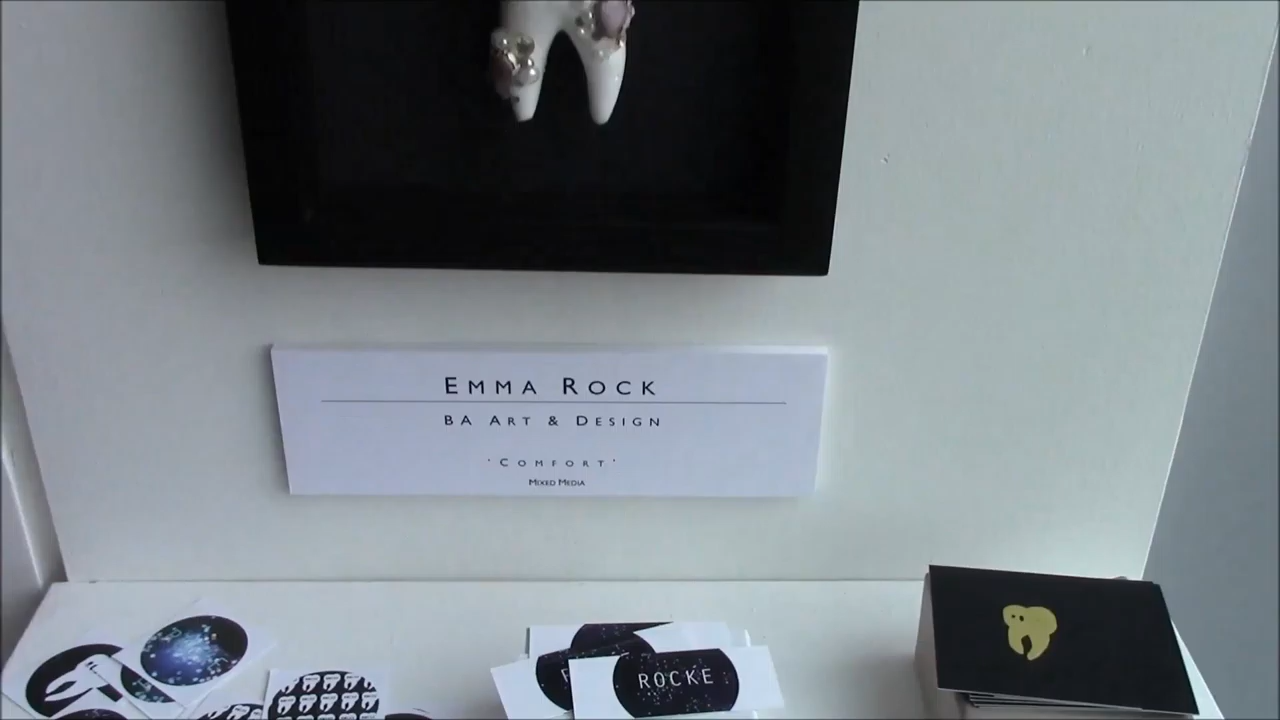 EMMA ROCK
BA ART & DESIGN
'COMFORT'
MIXED MEDIA
ROCKE